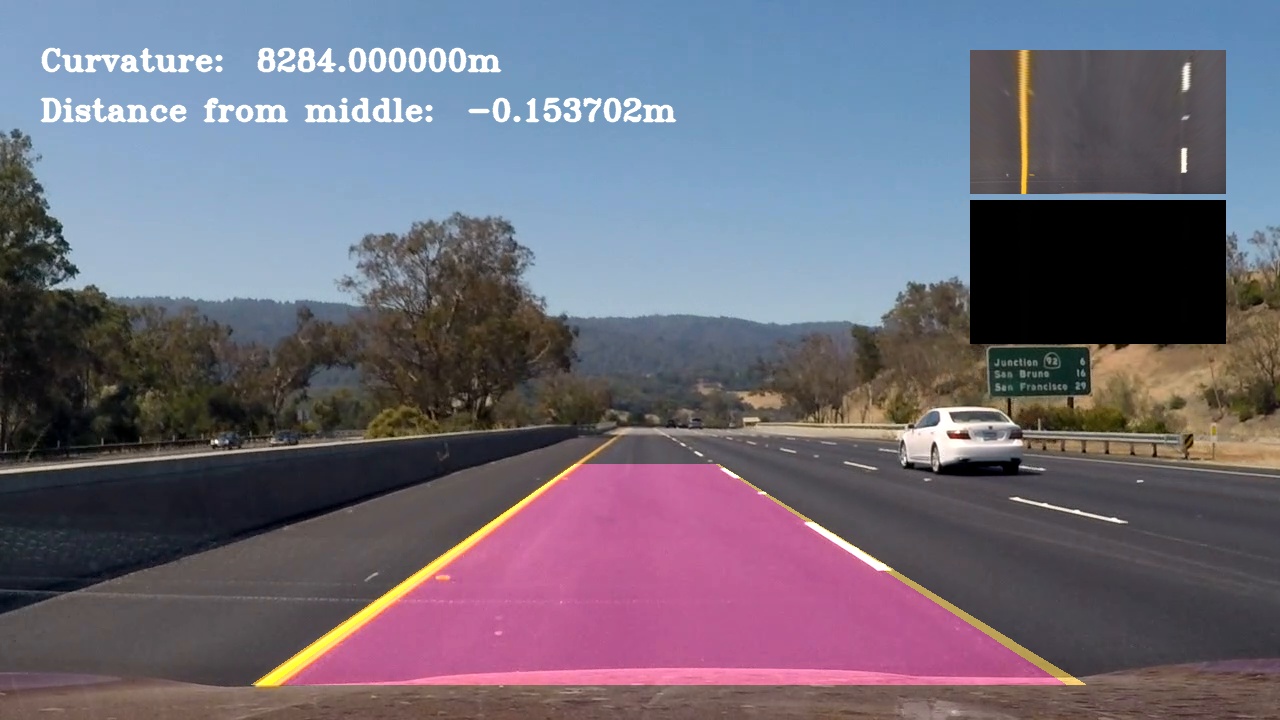 Curvature: 8284.000000m
Distance from middle: -0.153702m
Junction 92 6
San Bruno 16
San Francisco 29